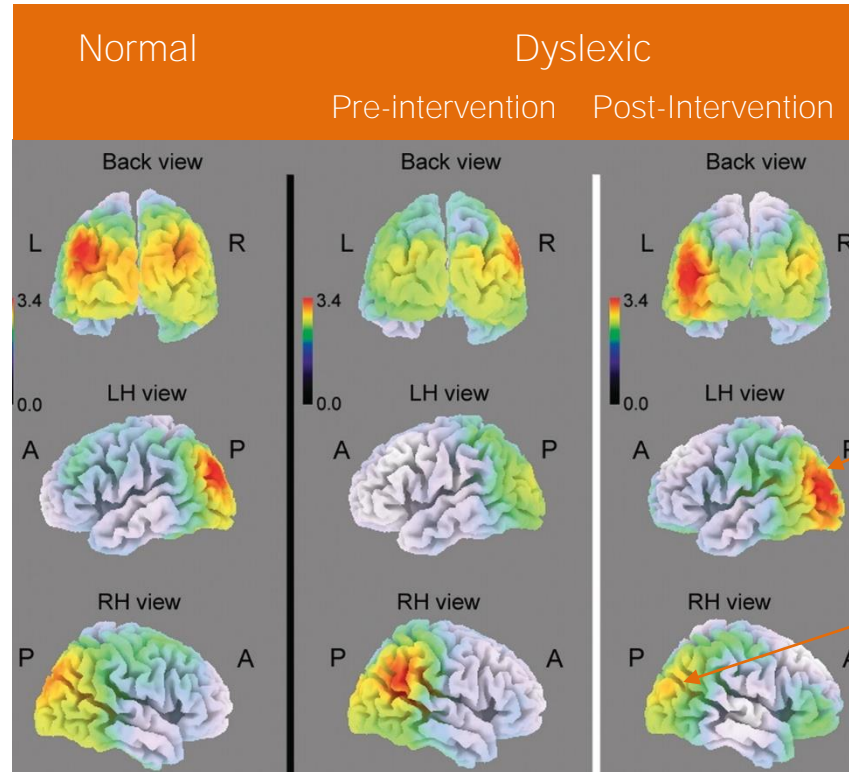 Normal Dyslexic
Pre-intervention Post-Intervention
Back view Back view Back view
L R L R L R
3.4 3.4 3.4
0.0 0.0 0.0
LH view LH view LH view
A P A P A P
RH view RH view RH view
P A P A P A